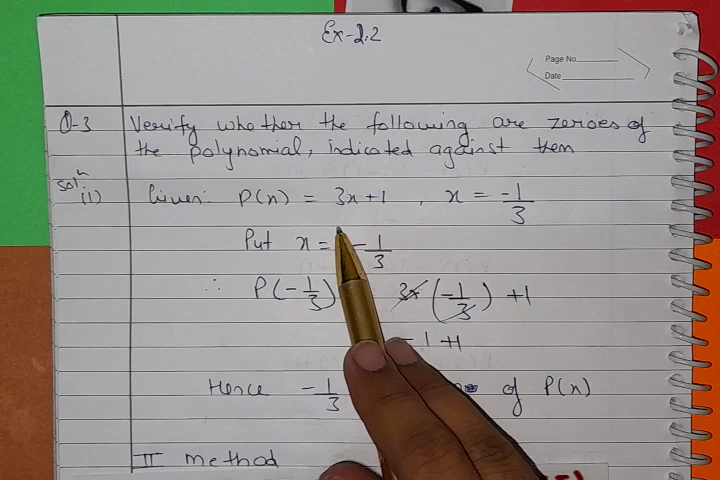 Ex-2.2
Page No
Date
Q-3 Verify whether the following are zeroes of
the polynomial, indicated against them
Solⁿ (i) Given: P(x) = 3x+1 , x = -1/3
Put x = -1/3
∴ P(-1/3) 3x(-1/3) +1
-1 +1
Hence -1/3 of P(x)
II method